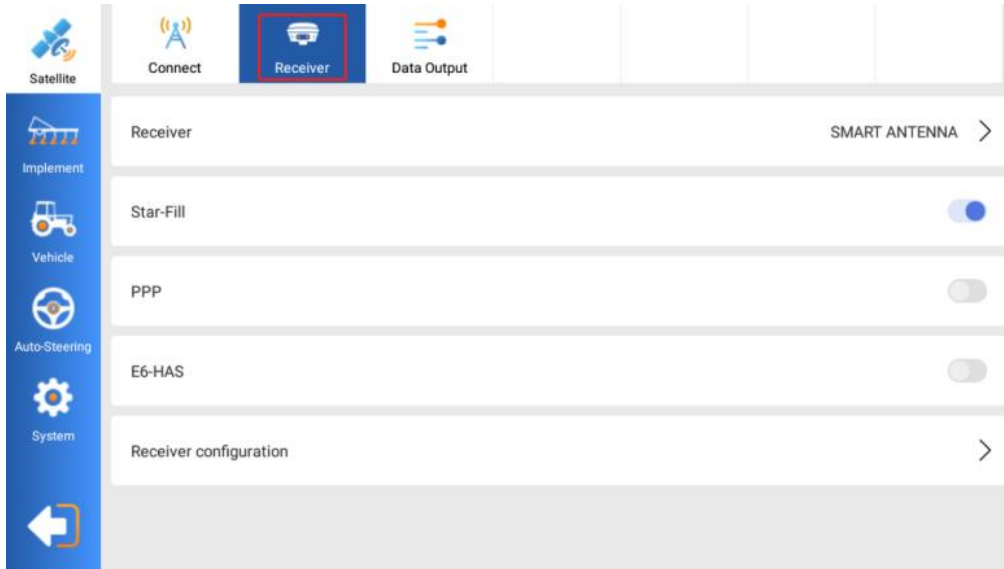 Satellite
Connect
Receiver
Data Output
Implement
Vehicle
Auto-Steering
System
Receiver
SMART ANTENNA
Star-Fill
PPP
E6-HAS
Receiver configuration